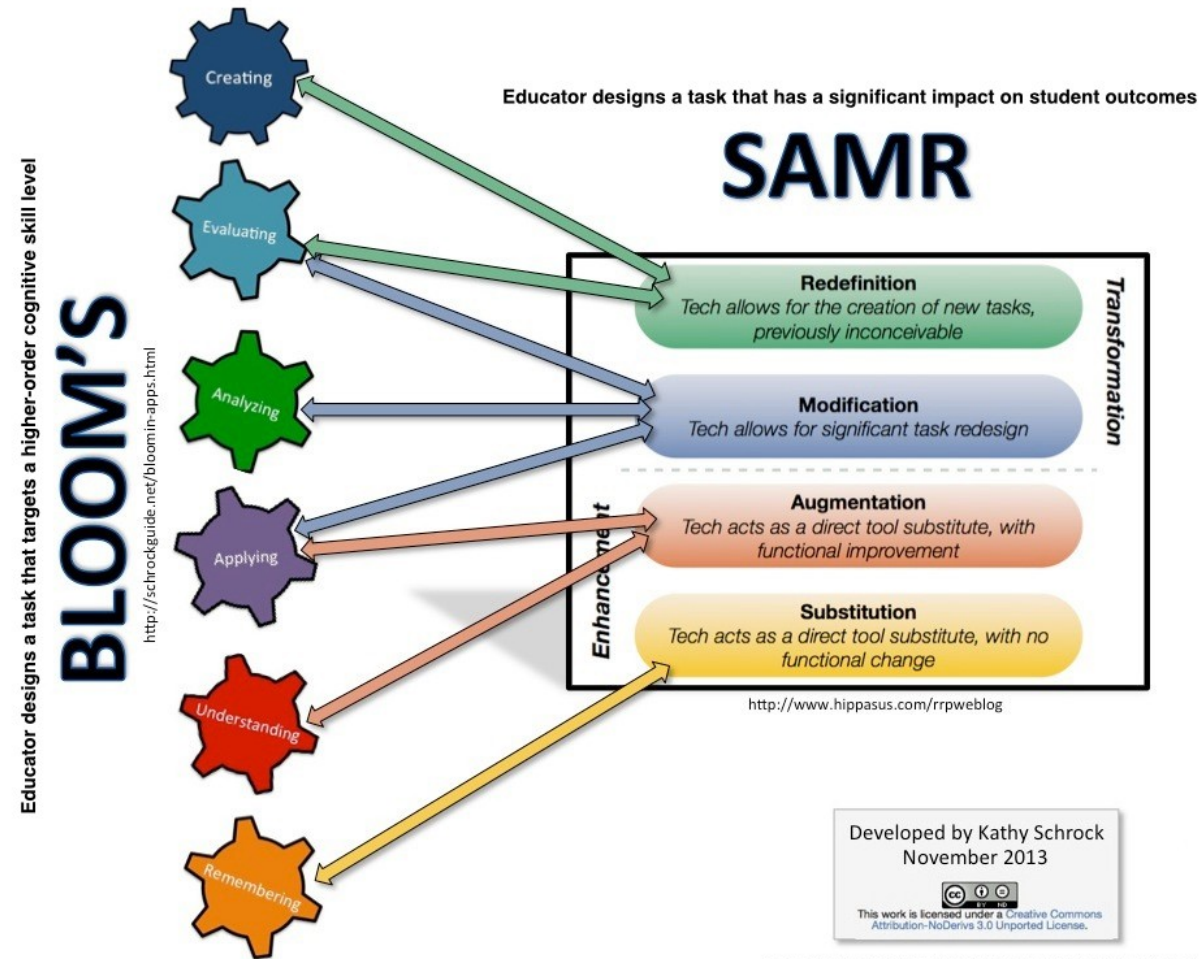 Educator designs a task that targets a higher-order cognitive skill level
BLOOM'S
http://schrockguide.net/bloomin-apps.html
Creating
Evaluating
Analyzing
Applying
Understanding
Remembering
Educator designs a task that has a significant impact on student outcomes
SAMR
Redefinition
Tech allows for the creation of new tasks,
previously inconceivable
Modification
Tech allows for significant task redesign
Transformation
Augmentation
Tech acts as a direct tool substitute, with
functional improvement
Substitution
Tech acts as a direct tool substitute, with no
functional change
Enhancement
http://www.hippasus.com/rrpweblog
Developed by Kathy Schrock
November 2013
cc
BY ND
This work is licensed under a Creative Commons
Attribution-NoDerivs 3.0 Unported License.